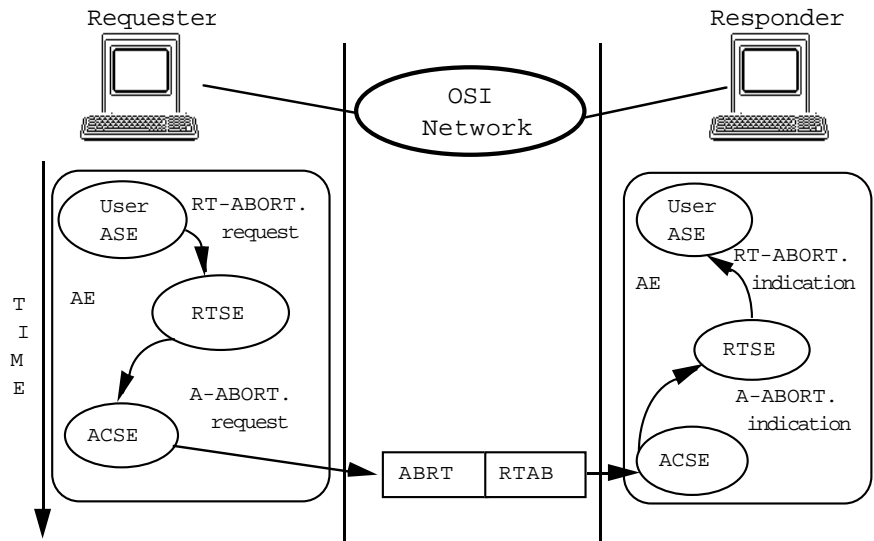 Requester
Responder
OSI
Network
User
ASE
RT-ABORT.
request
AE
RTSE
A-ABORT.
request
ACSE
T
I
M
E
ABRT
RTAB
User
ASE
RT-ABORT.
indication
AE
RTSE
A-ABORT.
indication
ACSE